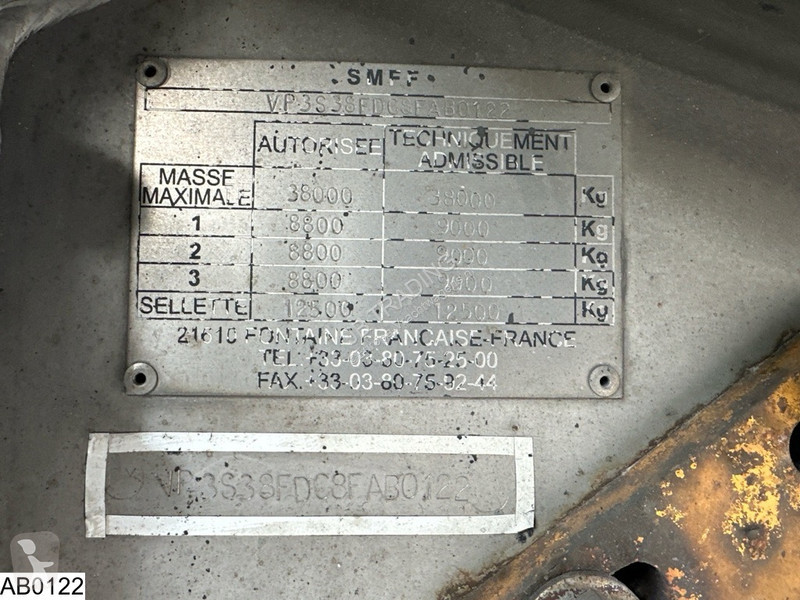 SMFF
VP3S38FDC8FAB0122
AUTORISEE TECHNIQUEMENT ADMISSIBLE
MASSE MAXIMALE 38000 38000 Kg
1 8800 9000 Kg
2 8800 9000 Kg
3 8800 9000 Kg
SELLETTE 12500 12500 Kg
21610 FONTAINE FRANCAISE-FRANCE
TEL. +33-03-80-75-25-00
FAX. +33-03-80-75-92-44
VP3S38FDC8FAB0122
AB0122